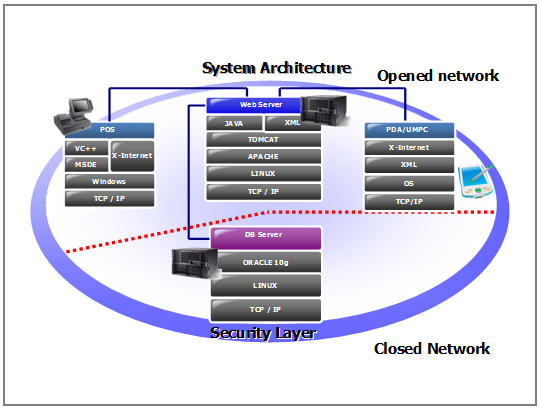 System Architecture
Opened network
POS
VC++
X-Internet
MSDE
Windows
TCP / IP
Web Server
JAVA
XML
TOMCAT
APACHE
LINUX
TCP / IP
PDA/UMPC
X-Internet
XML
OS
TCP/IP
DB Server
ORACLE 10g
LINUX
TCP / IP
Security Layer
Closed Network